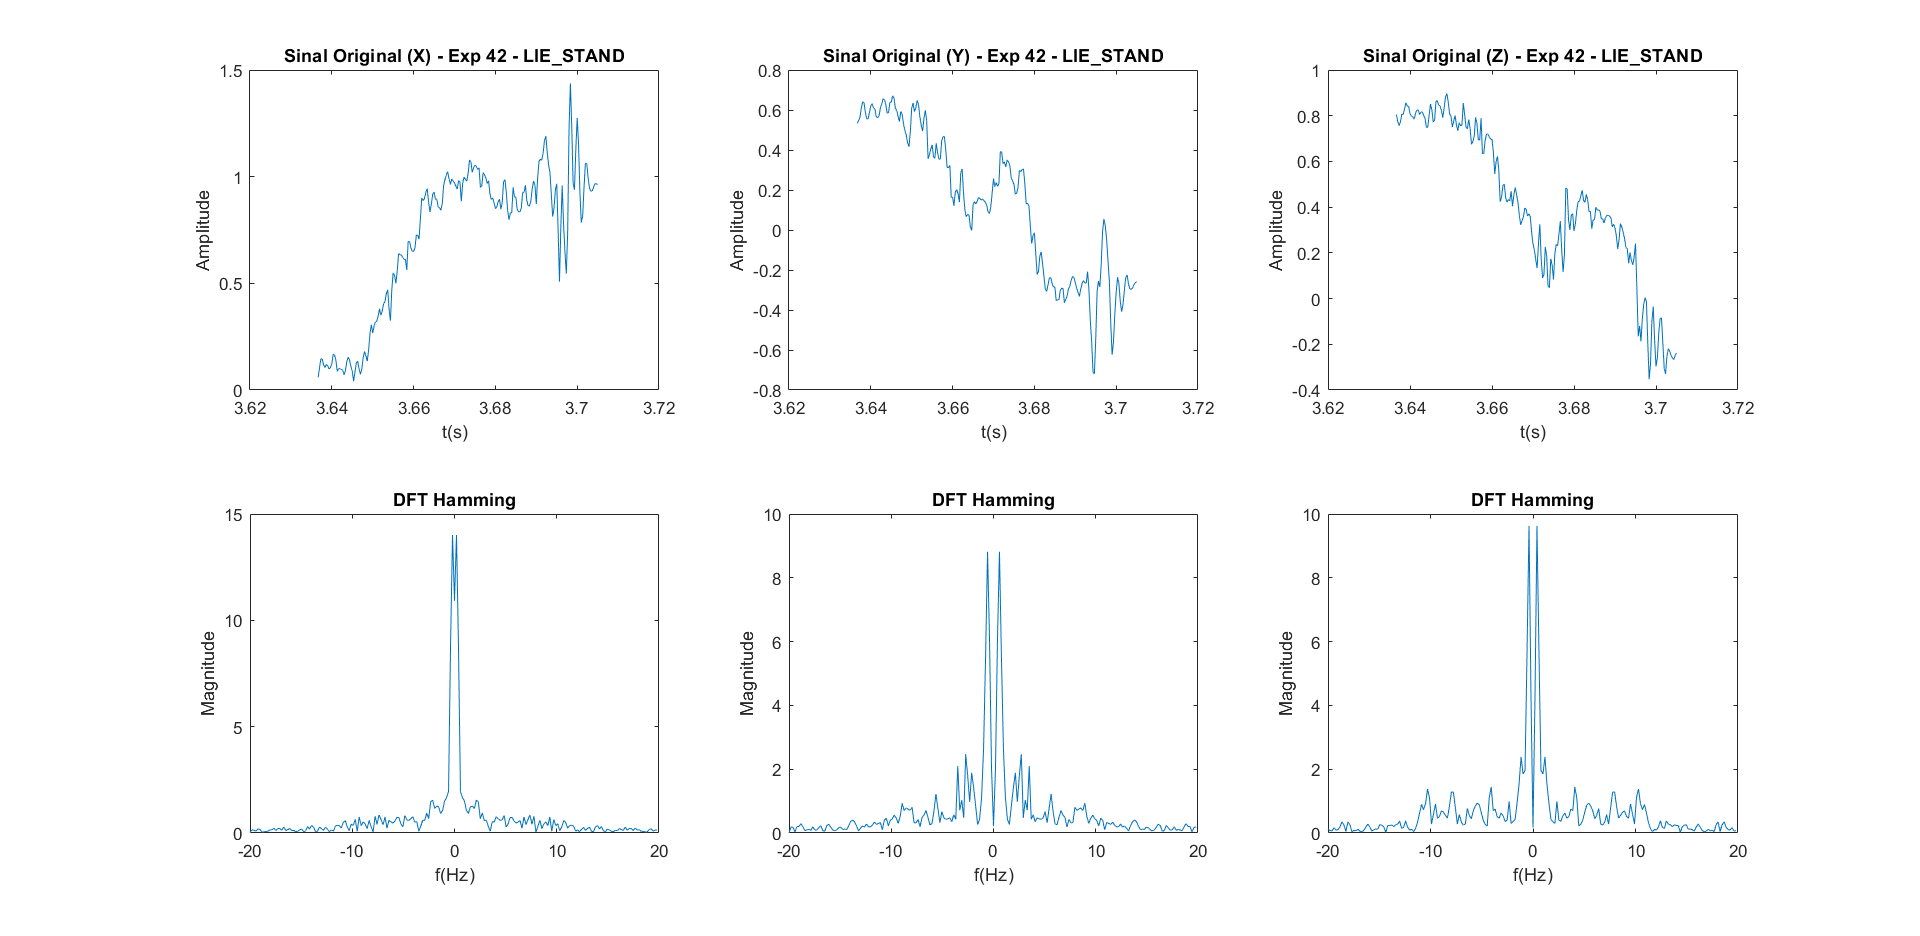 Sinal Original (X) - Exp 42 - LIE_STAND
1.5
1
0.5
0
Amplitude
3.62 3.64 3.66 3.68 3.7 3.72
t(s)
Sinal Original (Y) - Exp 42 - LIE_STAND
0.8
0.6
0.4
0.2
0
-0.2
-0.4
-0.6
-0.8
Amplitude
3.62 3.64 3.66 3.68 3.7 3.72
t(s)
Sinal Original (Z) - Exp 42 - LIE_STAND
1
0.8
0.6
0.4
0.2
0
-0.2
-0.4
Amplitude
3.62 3.64 3.66 3.68 3.7 3.72
t(s)
DFT Hamming
15
10
5
0
Magnitude
-20 -10 0 10 20
f(Hz)
DFT Hamming
10
8
6
4
2
0
Magnitude
-20 -10 0 10 20
f(Hz)
DFT Hamming
10
8
6
4
2
0
Magnitude
-20 -10 0 10 20
f(Hz)